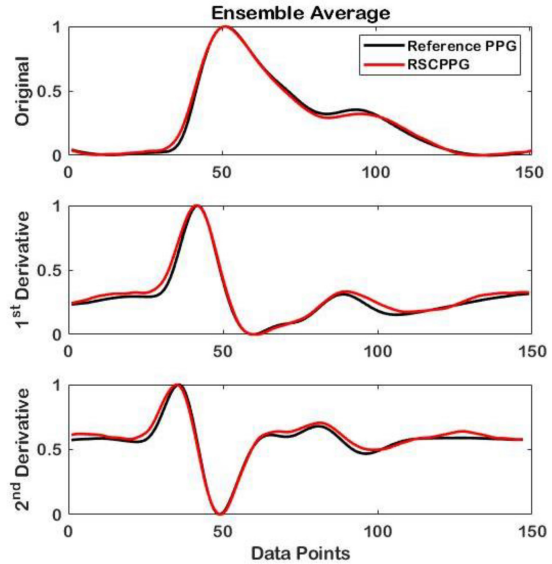 Ensemble Average
Original
1
0.5
0
Reference PPG
RSCPPG
0 50 100 150
1st Derivative
1
0.5
0
0 50 100 150
2nd Derivative
1
0.5
0
0 50 100 150
Data Points